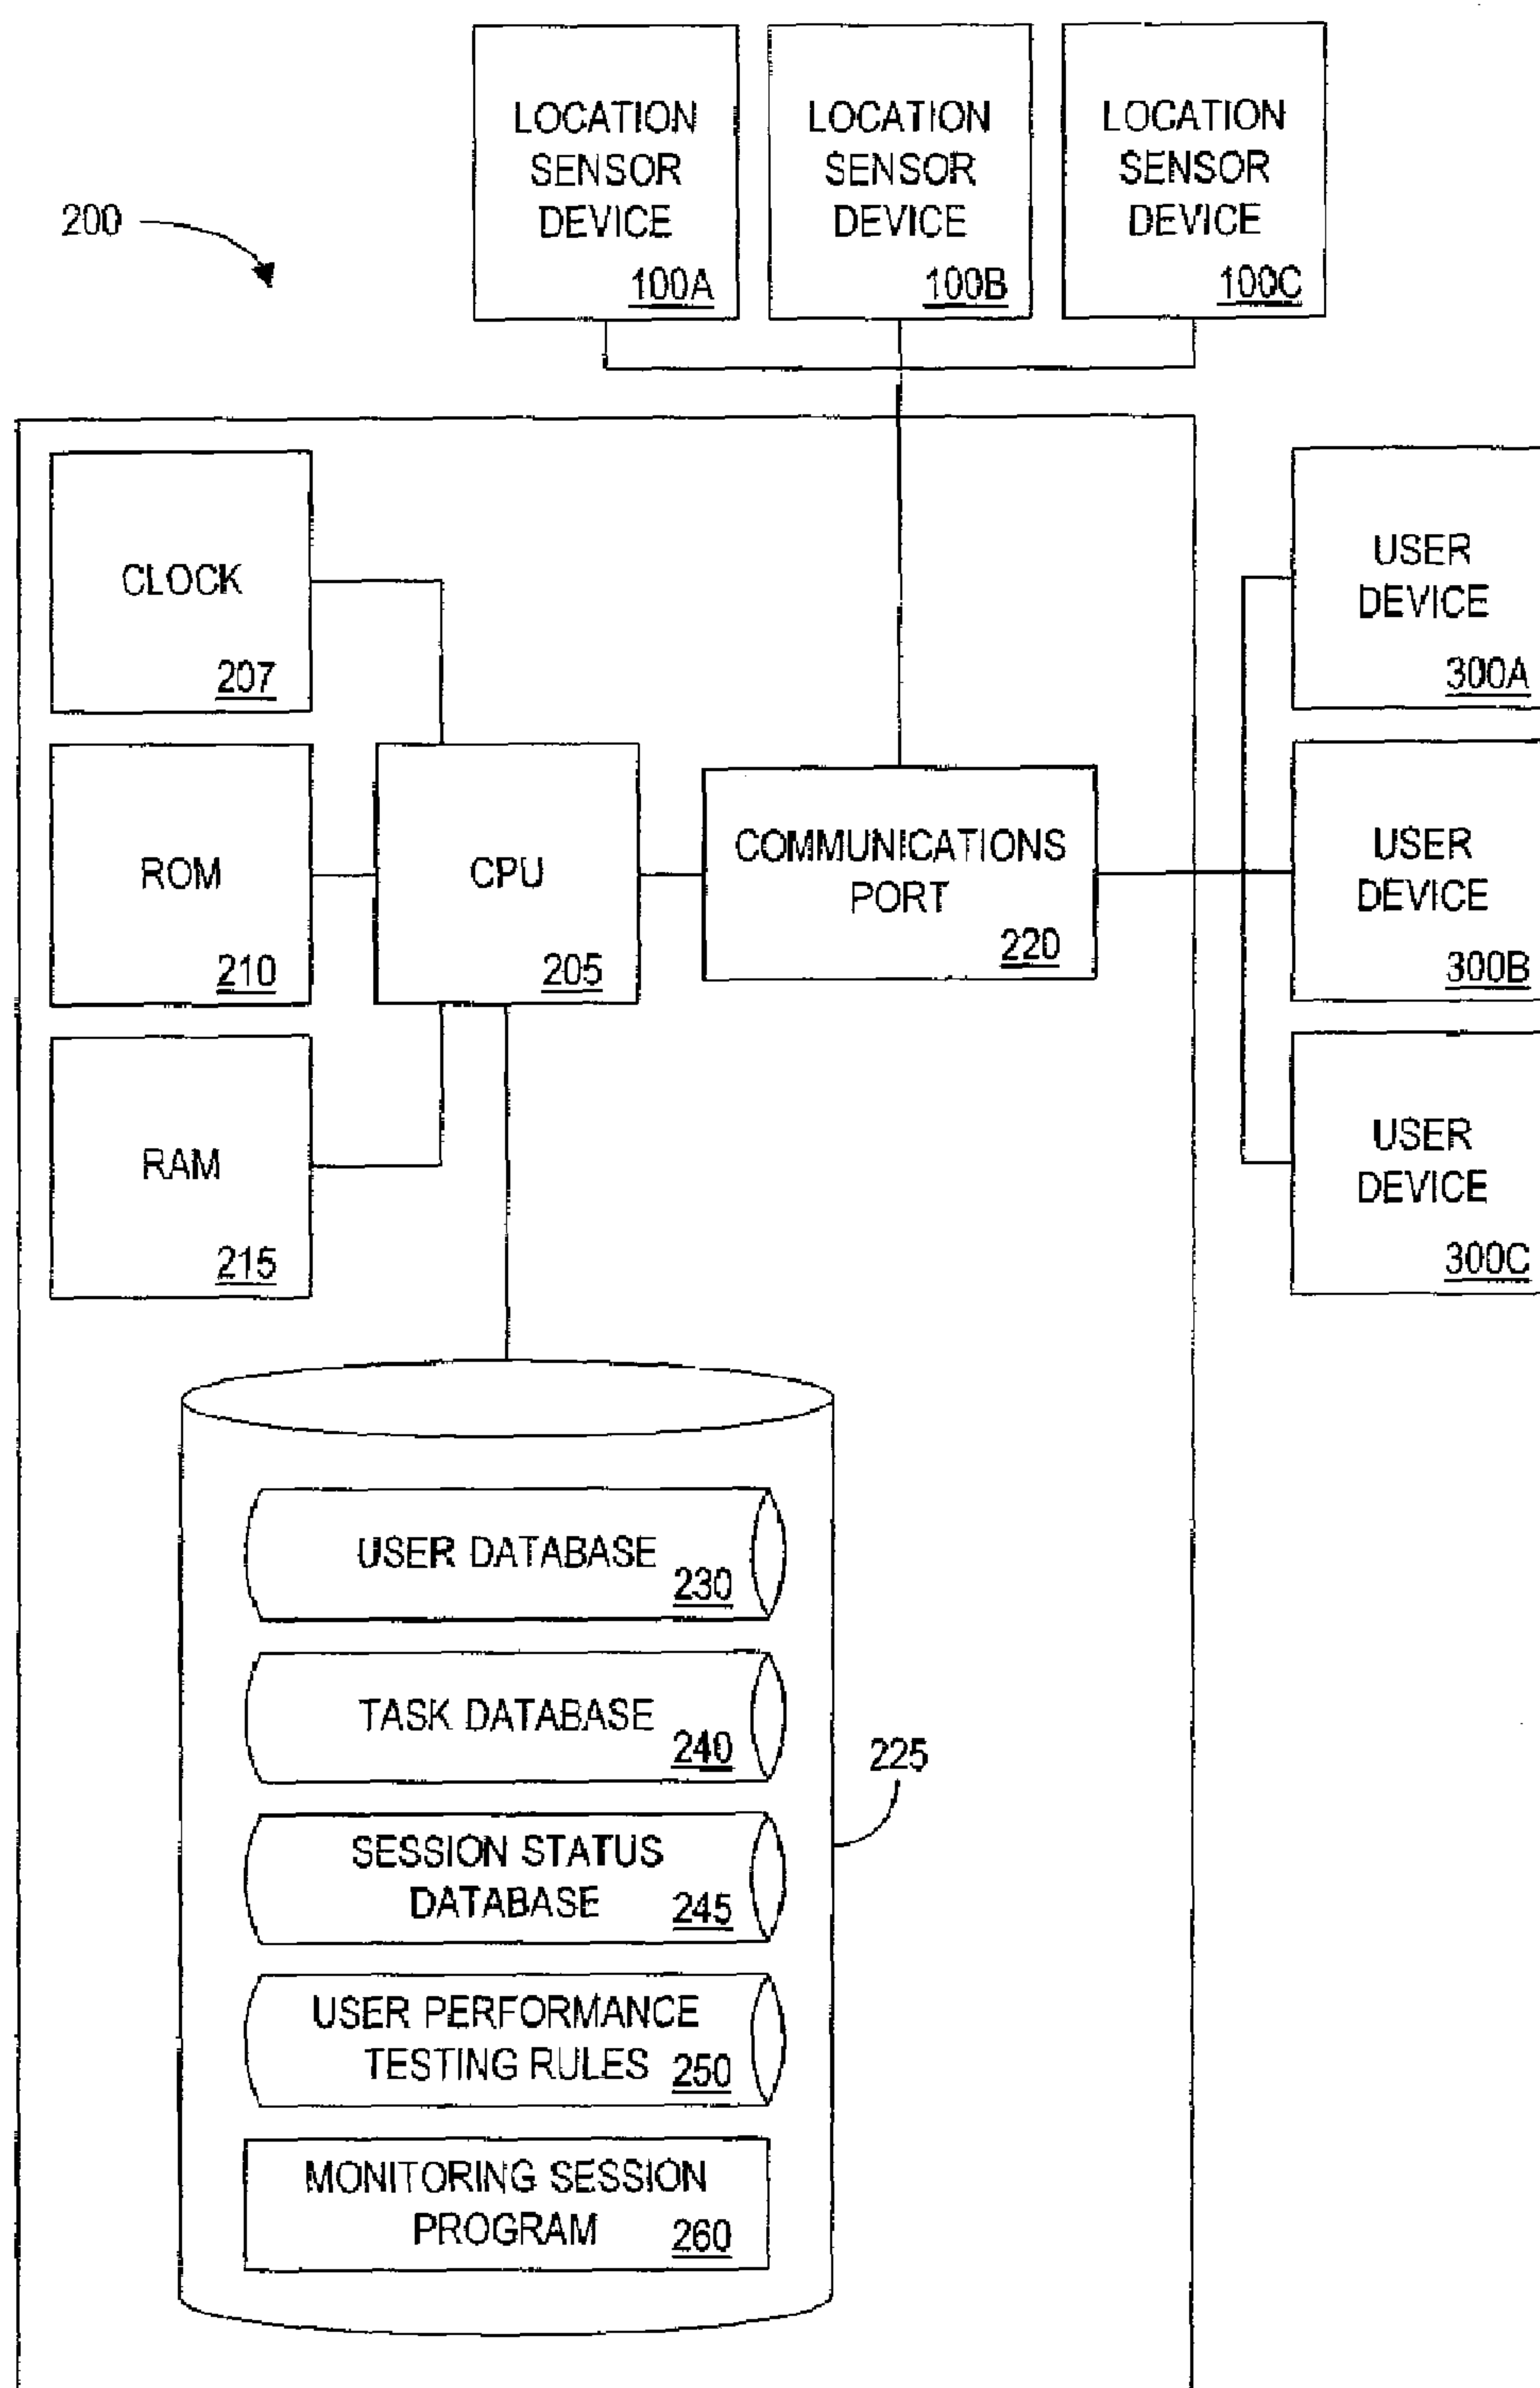 LOCATION
SENSOR
DEVICE
100A
LOCATION
SENSOR
DEVICE
100B
LOCATION
SENSOR
DEVICE
100C
200
CLOCK
207
ROM
210
RAM
215
CPU
205
COMMUNICATIONS
PORT
220
USER
DEVICE
300A
USER
DEVICE
300B
USER
DEVICE
300C
USER DATABASE
230
TASK DATABASE
240
SESSION STATUS
DATABASE
245
USER PERFORMANCE
TESTING RULES
250
MONITORING SESSION
PROGRAM
260
225